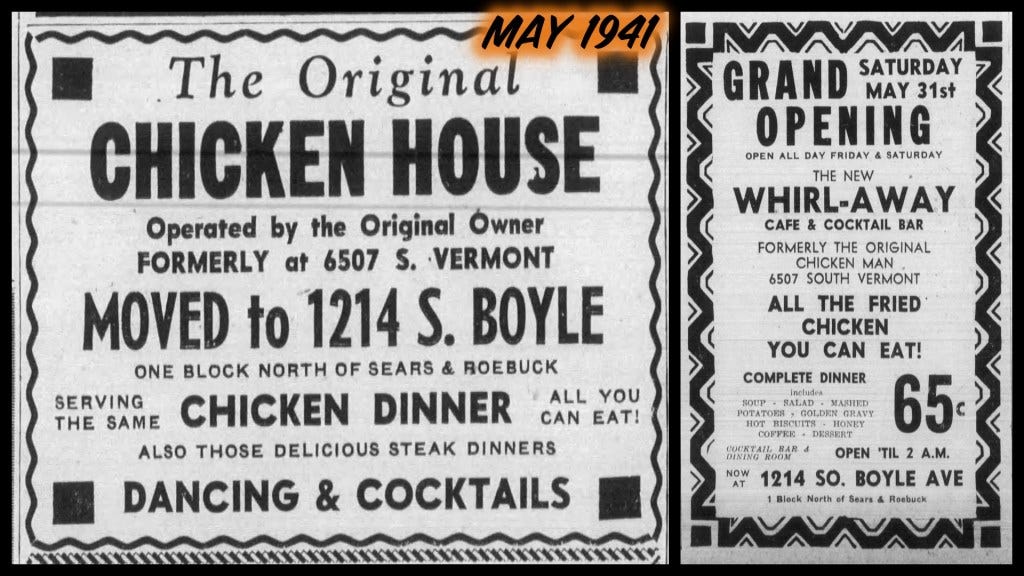 MAY 1941
The Original
CHICKEN HOUSE
Operated by the Original Owner
FORMERLY at 6507 S. VERMONT
MOVED to 1214 S. BOYLE
ONE BLOCK NORTH OF SEARS & ROEBUCK
SERVING THE SAME CHICKEN DINNER ALL YOU CAN EAT!
ALSO THOSE DELICIOUS STEAK DINNERS
DANCING & COCKTAILS
GRAND SATURDAY MAY 31st
OPENING
OPEN ALL DAY FRIDAY & SATURDAY
THE NEW
WHIRL-AWAY
CAFE & COCKTAIL BAR
FORMERLY THE ORIGINAL
CHICKEN MAN
6507 SOUTH VERMONT
ALL THE FRIED
CHICKEN
YOU CAN EAT!
COMPLETE DINNER 65c
includes
SOUP - SALAD - MASHED
POTATOES - GOLDEN GRAVY
HOT BISCUITS - HONEY
COFFEE - DESSERT
COCKTAIL BAR &
DINING ROOM
OPEN 'TIL 2 A.M.
NOW AT 1214 SO. BOYLE AVE
1 Block North of Sears & Roebuck